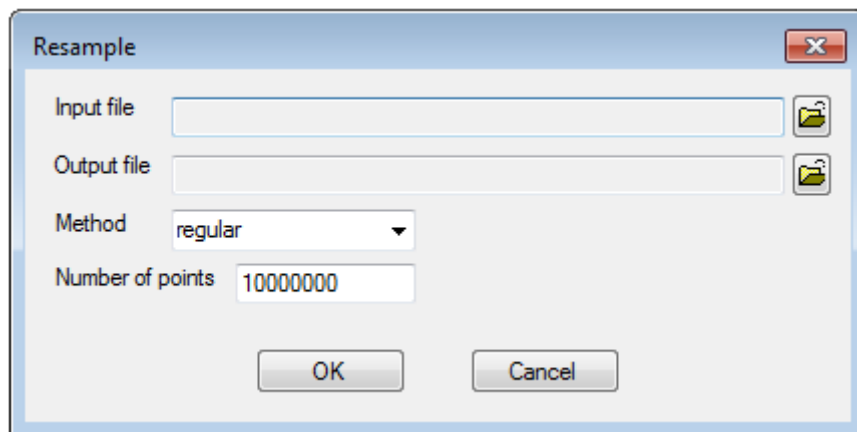 Resample
Input file
Output file
Method regular
Number of points 10000000
OK Cancel